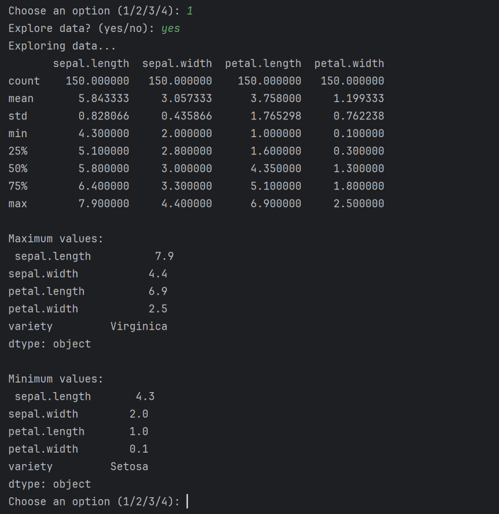 Choose an option (1/2/3/4): 1
Explore data? (yes/no): yes
Exploring data...
       sepal.length  sepal.width  petal.length  petal.width
count    150.000000   150.000000    150.000000   150.000000
mean       5.843333     3.057333      3.758000     1.199333
std        0.828066     0.435866      1.765298     0.762238
min        4.300000     2.000000      1.000000     0.100000
25%        5.100000     2.800000      1.600000     0.300000
50%        5.800000     3.000000      4.350000     1.300000
75%        6.400000     3.300000      5.100000     1.800000
max        7.900000     4.400000      6.900000     2.500000

Maximum values:
 sepal.length          7.9
sepal.width           4.4
petal.length          6.9
petal.width           2.5
variety         Virginica
dtype: object

Minimum values:
 sepal.length       4.3
sepal.width        2.0
petal.length       1.0
petal.width        0.1
variety         Setosa
dtype: object
Choose an option (1/2/3/4):